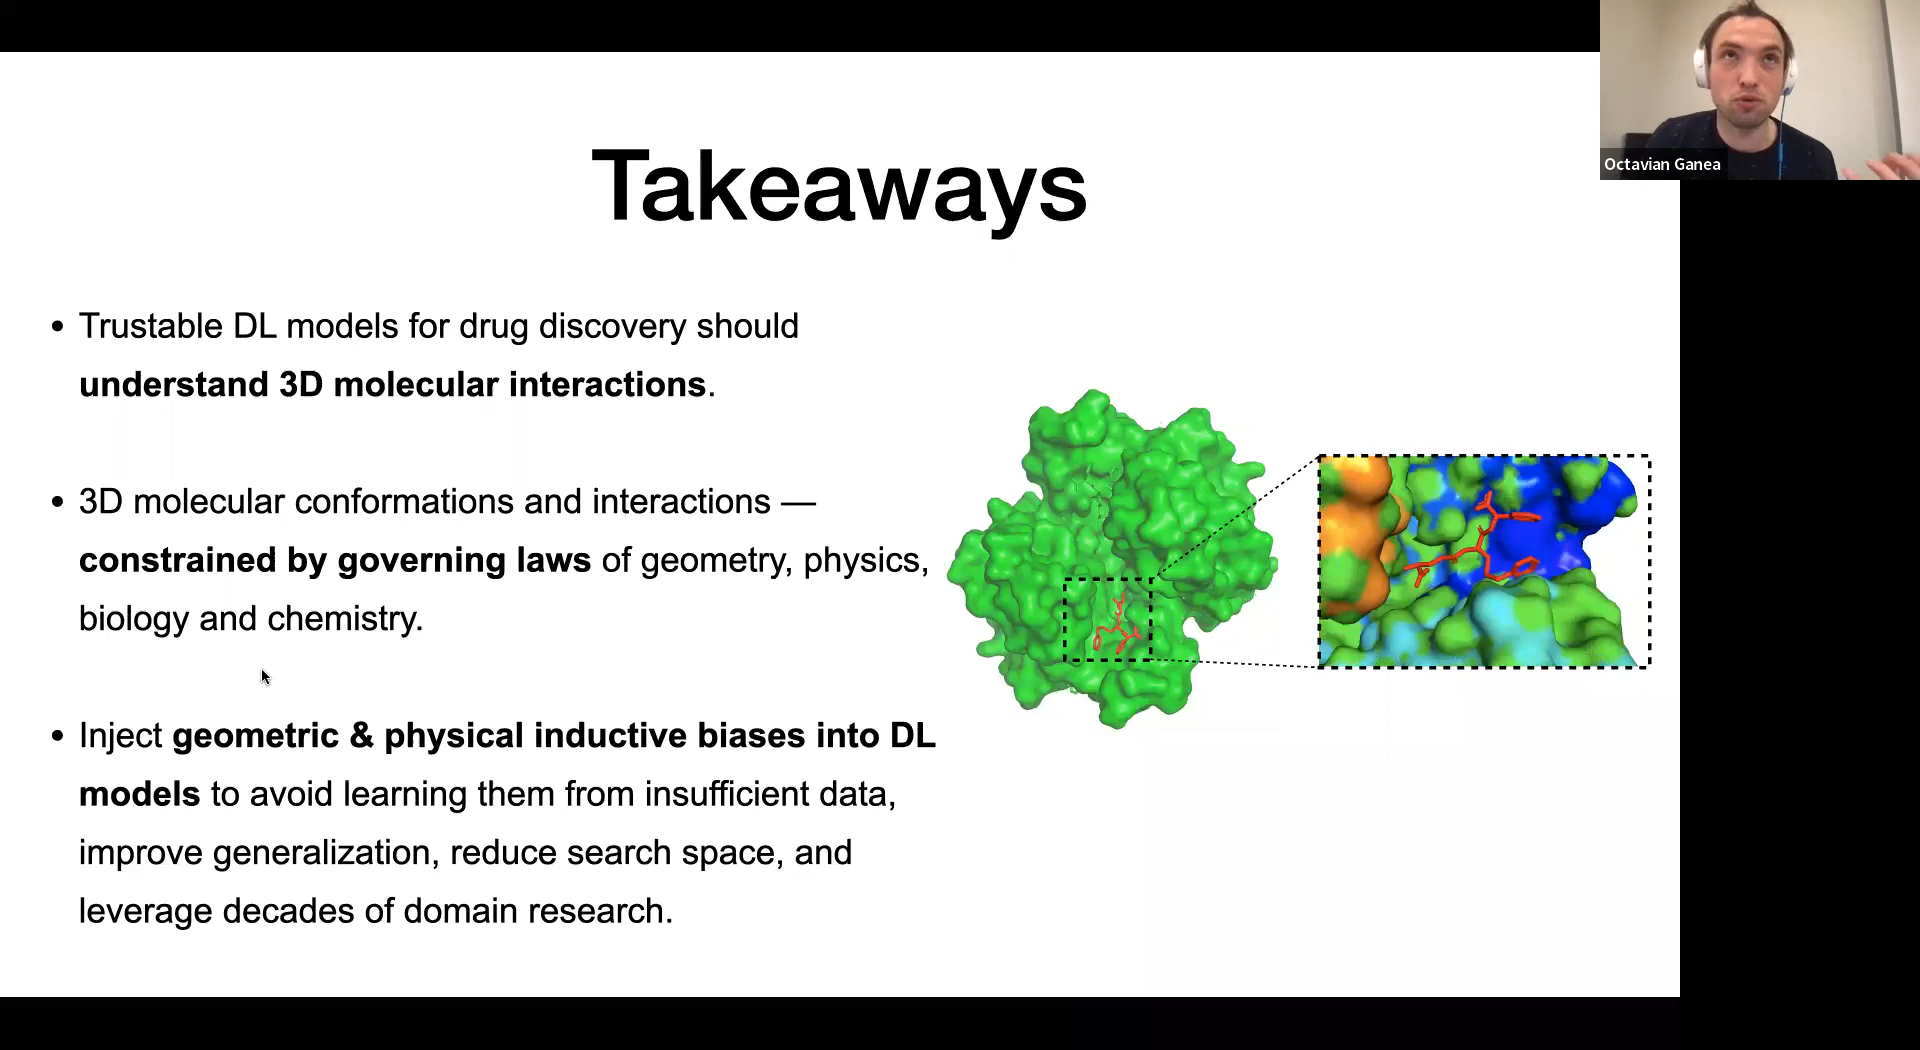 Takeaways
• Trustable DL models for drug discovery should
understand 3D molecular interactions.
• 3D molecular conformations and interactions —
constrained by governing laws of geometry, physics,
biology and chemistry.
• Inject geometric & physical inductive biases into DL
models to avoid learning them from insufficient data,
improve generalization, reduce search space, and
leverage decades of domain research.
Octavian Ganea